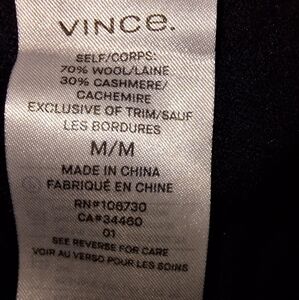 VINCE.
SELF/CORPS:
70% WOOL/LAINE
30% CASHMERE/
CACHEMIRE
EXCLUSIVE OF TRIM/SAUF
LES BORDURES
M/M
MADE IN CHINA
FABRIQUÉ EN CHINE
RN#106730
CA#34460
01
SEE REVERSE FOR CARE
VOIR AU VERSO POUR LES SOINS